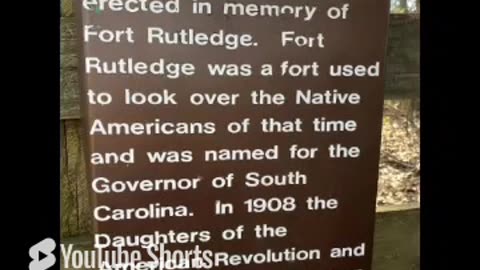 erected in memory of
Fort Rutledge. Fort
Rutledge was a fort used
to look over the Native
Americans of that time
and was named for the
Governor of South
Carolina. In 1908 the
Daughters of the
American Revolution and
YouTube Shorts